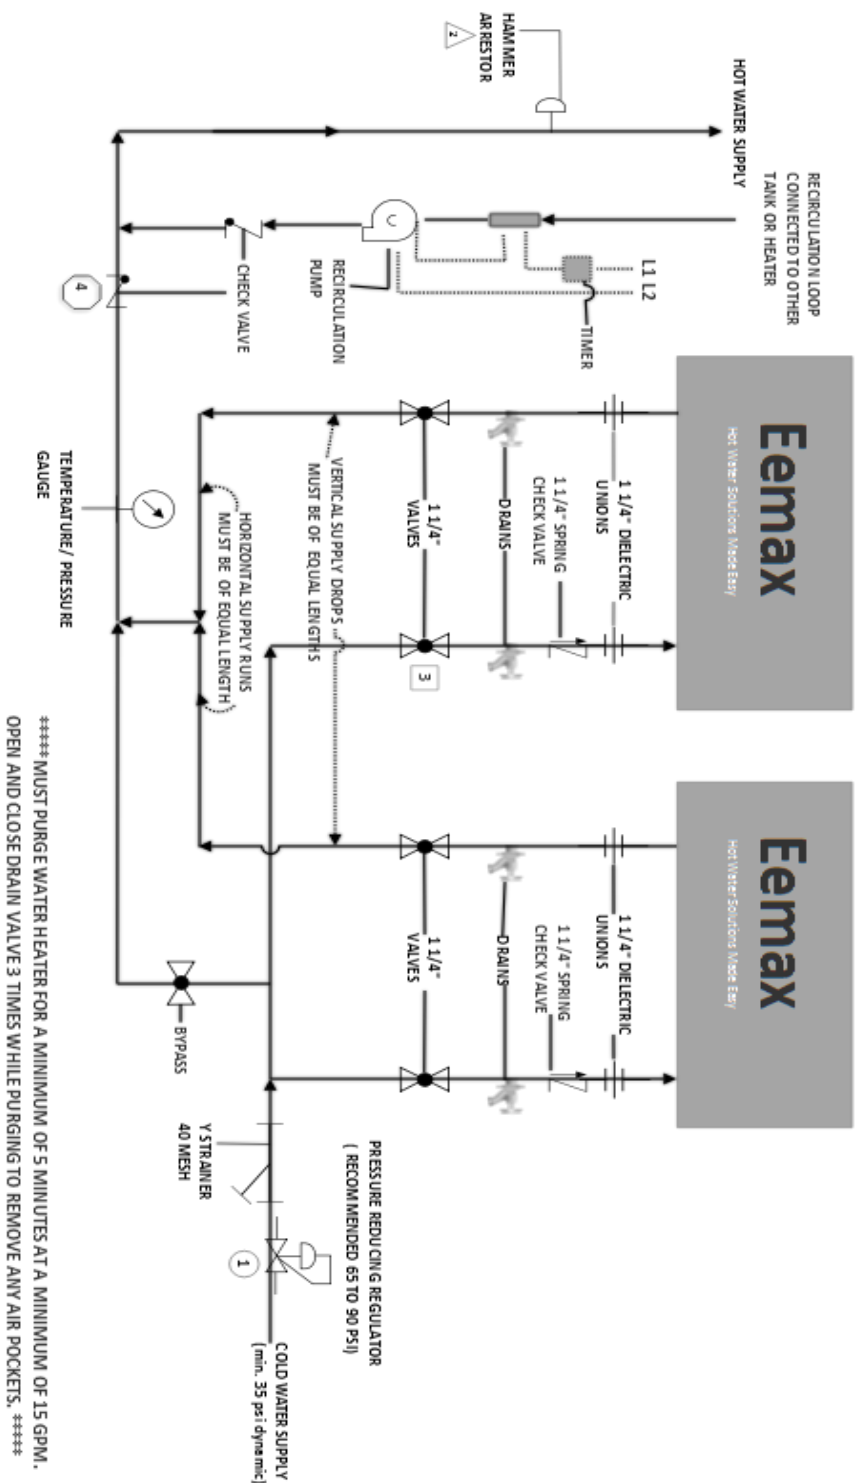 Eemax
Hot Water Solutions Made Easy
Eemax
Hot Water Solutions Made Easy
RECIRCULATION LOOP
CONNECTED TO OTHER
TANK OR HEATER
HOT WATER SUPPLY
HAMMER
ARRESTOR
2
L1 L2
TIMER
RECIRCULATION
PUMP
CHECK VALVE
4
1 1/4" DIELECTRIC
UNIONS
1 1/4" SPRING
CHECK VALVE
DRAINS
1 1/4"
VALVES
3
VERTICAL SUPPLY DROPS
MUST BE OF EQUAL LENGTHS
HORIZONTAL SUPPLY RUNS
MUST BE OF EQUAL LENGTH
TEMPERATURE/ PRESSURE
GAUGE
1 1/4" DIELECTRIC
UNIONS
1 1/4" SPRING
CHECK VALVE
DRAINS
1 1/4"
VALVES
BYPASS
PRESSURE REDUCING REGULATOR
( RECOMMENDED 65 TO 90 PSI)
Y STRAINER
40 MESH
1
COLD WATER SUPPLY
(min. 35 psi dynamic)
***** MUST PURGE WATER HEATER FOR A MINIMUM OF 5 MINUTES AT A MINIMUM OF 15 GPM.
OPEN AND CLOSE DRAIN VALVE 3 TIMES WHILE PURGING TO REMOVE ANY AIR POCKETS. *****